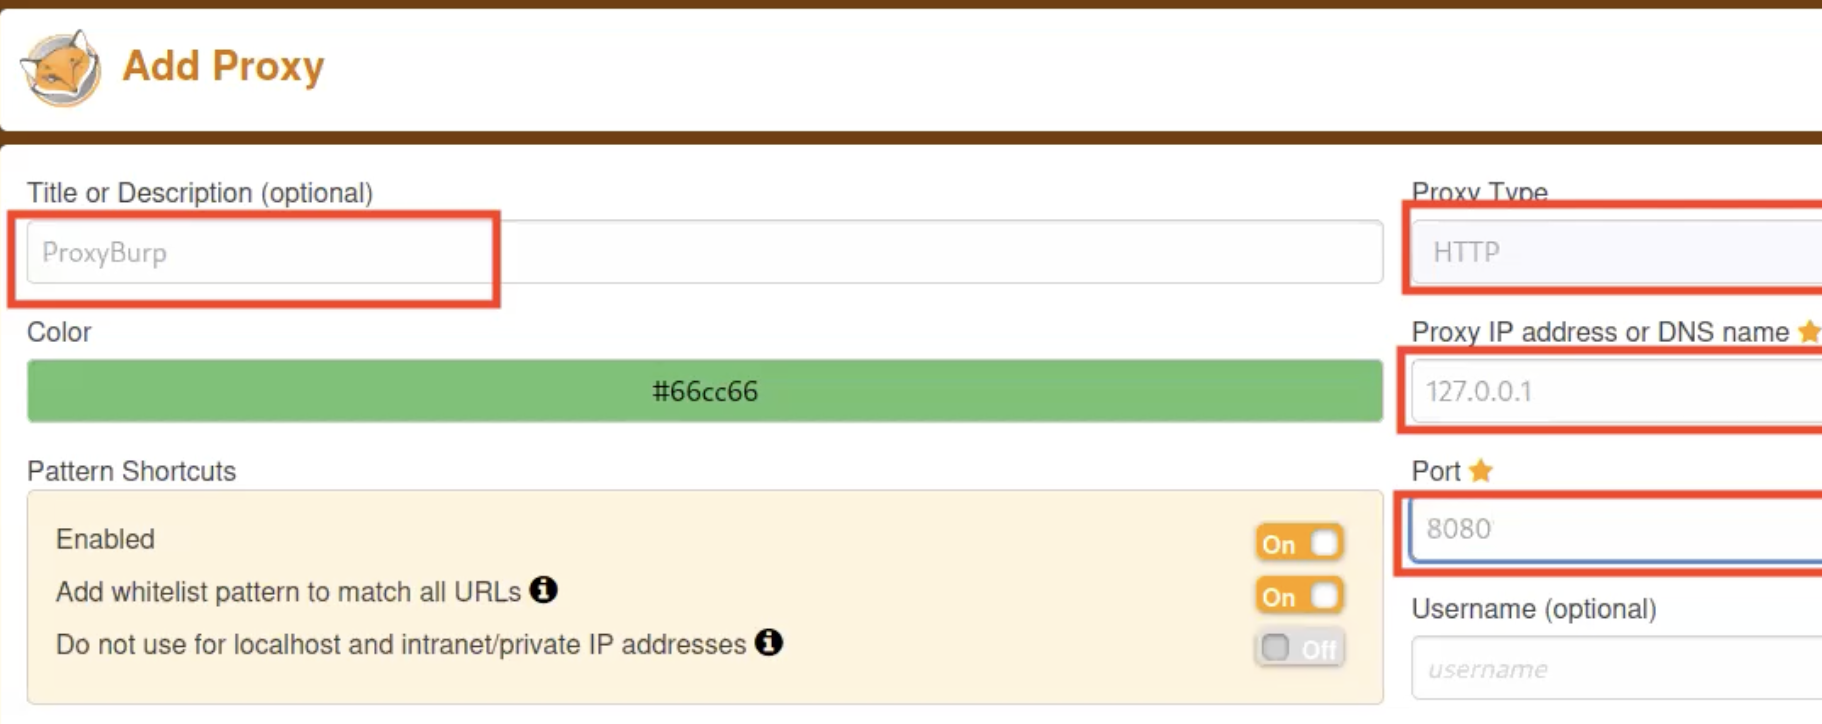 Add Proxy
Title or Description (optional)
ProxyBurp
Color
#66cc66
Pattern Shortcuts
Enabled
On
Add whitelist pattern to match all URLs
On
Do not use for localhost and intranet/private IP addresses
Off
Proxy Type
HTTP
Proxy IP address or DNS name
127.0.0.1
Port
8080
Username (optional)
username